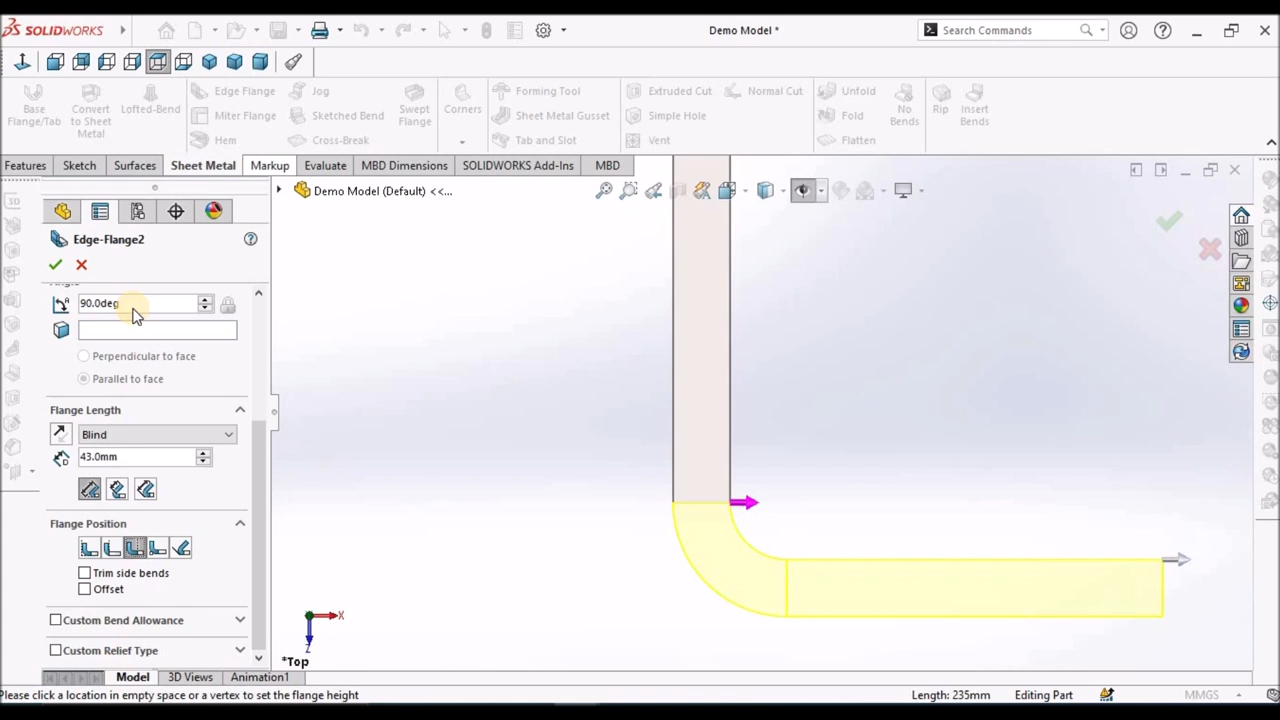 SOLIDWORKS
Demo Model *
Search Commands
Base Flange/Tab
Convert to Sheet Metal
Lofted-Bend
Edge Flange
Miter Flange
Hem
Jog
Sketched Bend
Cross-Break
Swept Flange
Corners
Forming Tool
Sheet Metal Gusset
Tab and Slot
Extruded Cut
Simple Hole
Vent
Normal Cut
Unfold
Fold
Flatten
No Bends
Rip
Insert Bends
Features Sketch Surfaces Sheet Metal Markup Evaluate MBD Dimensions SOLIDWORKS Add-Ins MBD
Demo Model (Default) <<...
Edge-Flange2
Angle
90.0deg
Perpendicular to face
Parallel to face
Flange Length
Blind
43.0mm
Flange Position
Trim side bends
Offset
Custom Bend Allowance
Custom Relief Type
X
Z
*Top
Model 3D Views Animation1
Please click a location in empty space or a vertex to set the flange height
Length: 235mm Editing Part MMGS